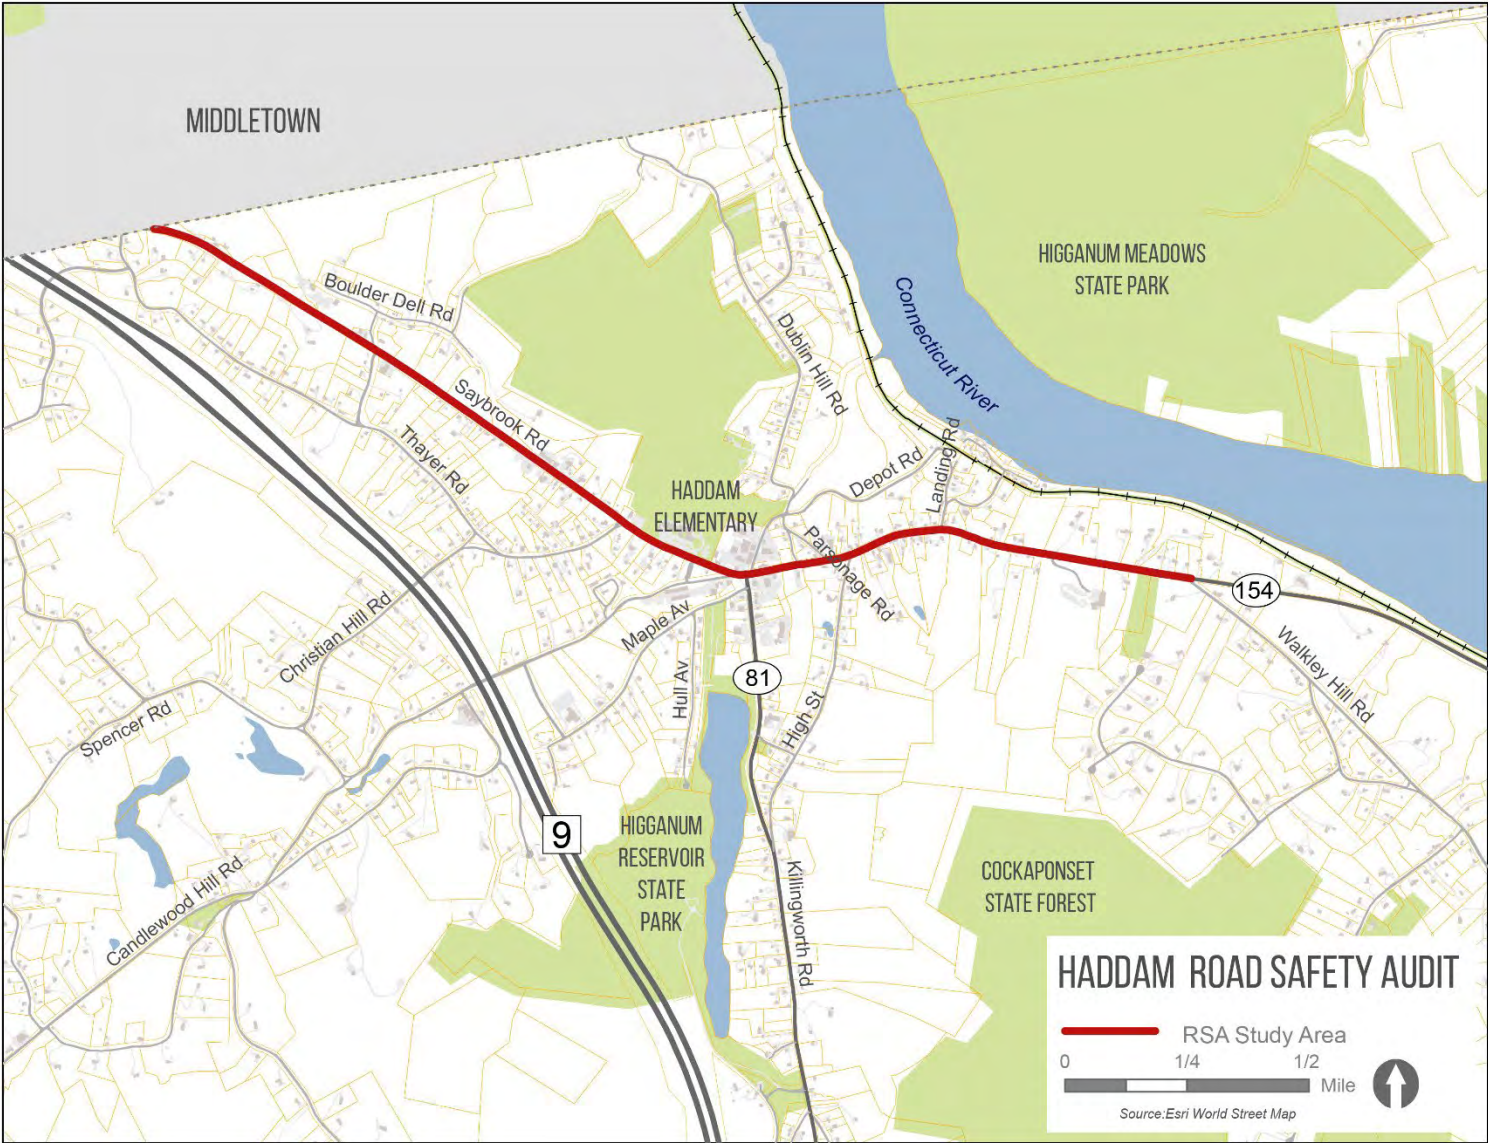 MIDDLETOWN
HIGGANUM MEADOWS
STATE PARK
Boulder Dell Rd
Connecticut River
Dublin Hill Rd
Saybrook Rd
Thayer Rd
Depot Rd
Landing Rd
HADDAM
ELEMENTARY
Parsonage Rd
154
Christian Hill Rd
Maple Av
Walkley Hill Rd
81
Hull Av
High St
Spencer Rd
9
HIGGANUM
RESERVOIR
STATE
PARK
Killingworth Rd
COCKAPONSET
STATE FOREST
Candlewood Hill Rd
HADDAM ROAD SAFETY AUDIT
RSA Study Area
0 1/4 1/2
Mile
Source:Esri World Street Map